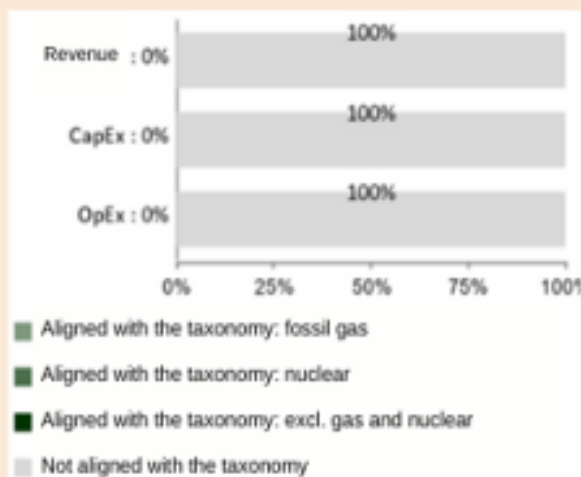 100%
Revenue : 0%
100%
CapEx : 0%
100%
OpEx : 0%
0% 25% 50% 75% 100%
Aligned with the taxonomy: fossil gas
Aligned with the taxonomy: nuclear
Aligned with the taxonomy: excl. gas and nuclear
Not aligned with the taxonomy